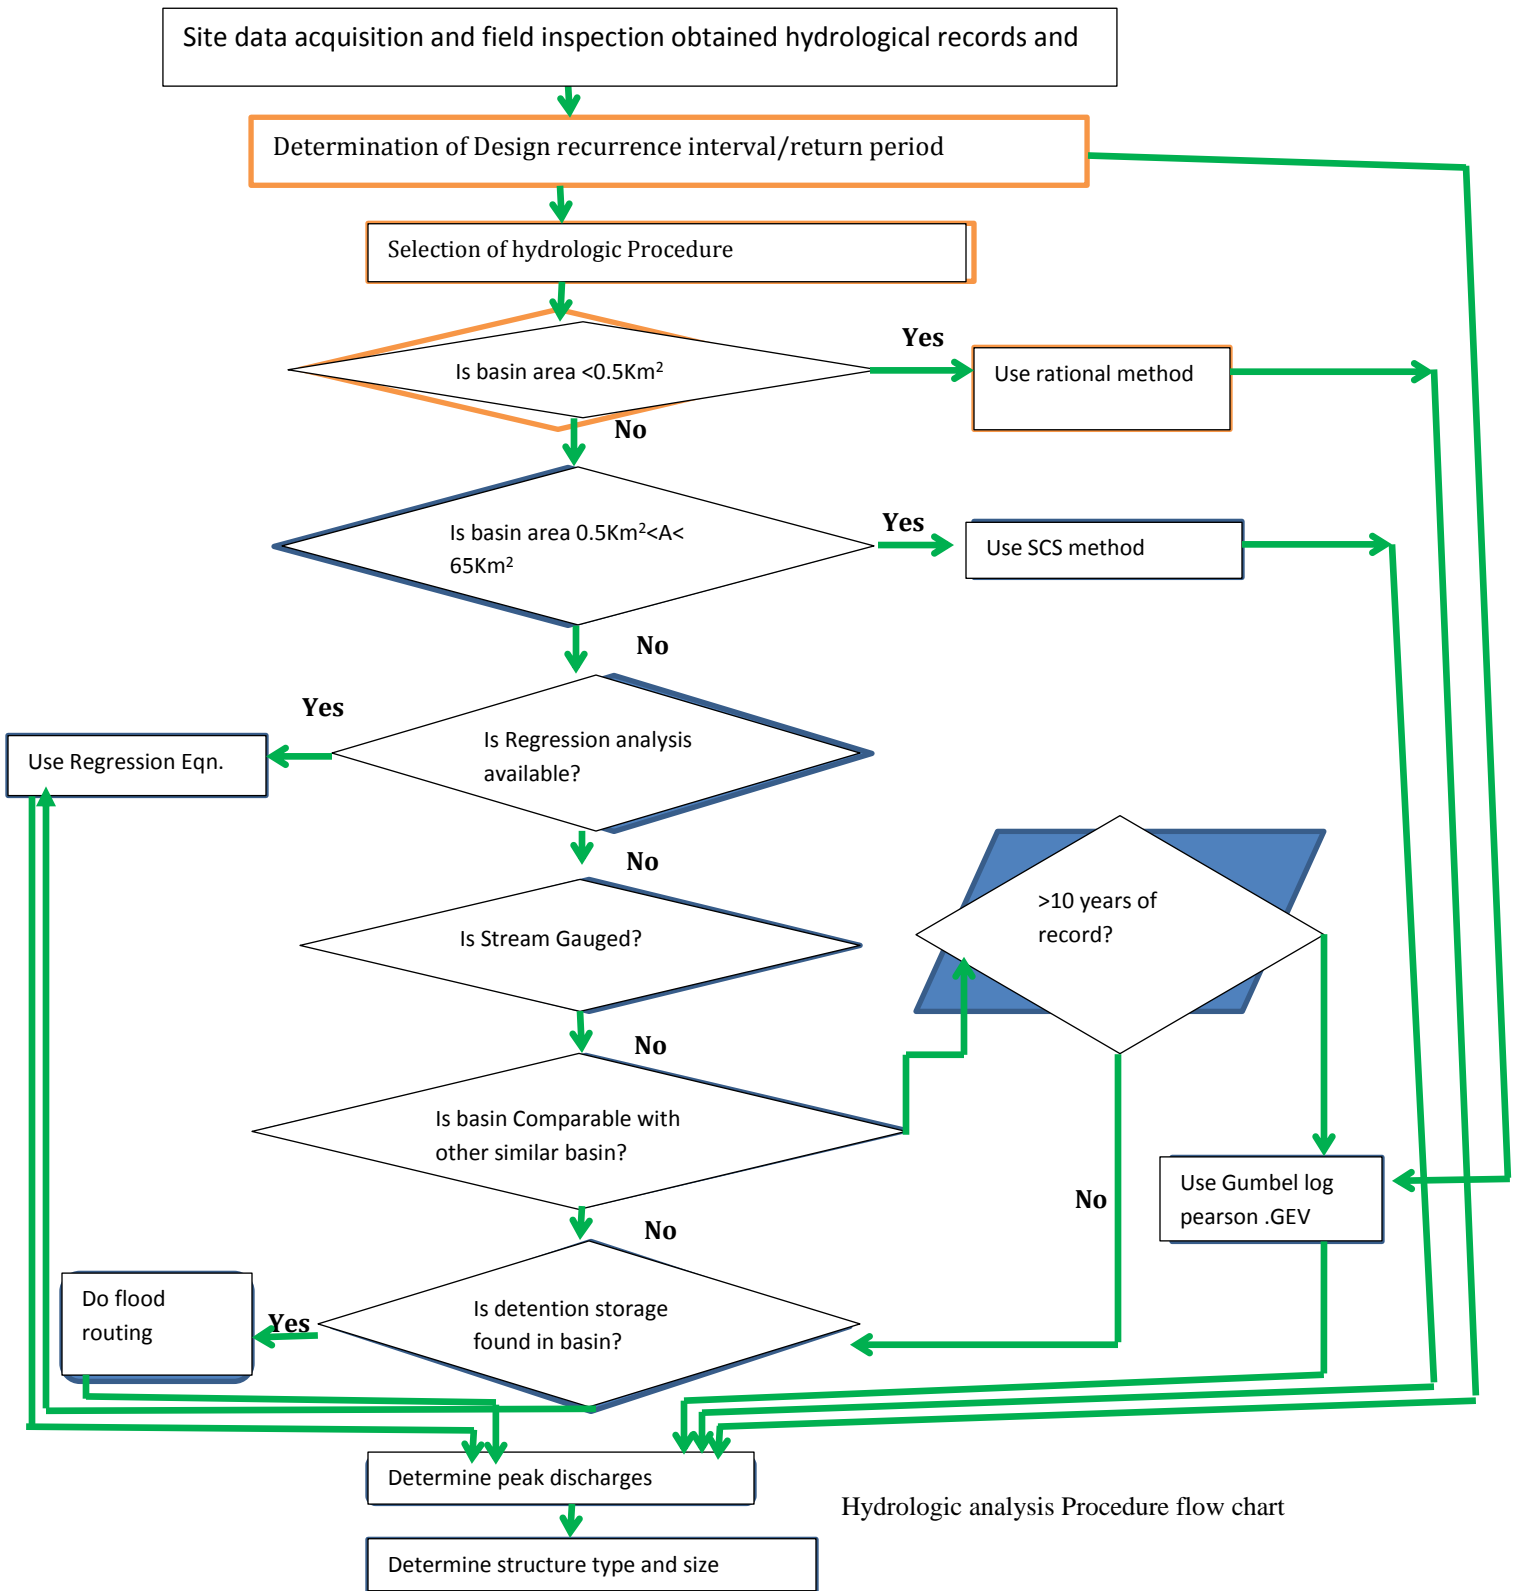 Site data acquisition and field inspection obtained hydrological records and
Determination of Design recurrence interval/return period
Selection of hydrologic Procedure
Is basin area <0.5Km²
Yes
Use rational method
No
Is basin area 0.5Km²<A<
65Km²
Yes
Use SCS method
No
Is Regression analysis
available?
Yes
Use Regression Eqn.
No
Is Stream Gauged?
>10 years of
record?
No
Is basin Comparable with
other similar basin?
No
Use Gumbel log
pearson .GEV
No
Is detention storage
found in basin?
Yes
Do flood
routing
Determine peak discharges
Hydrologic analysis Procedure flow chart
Determine structure type and size